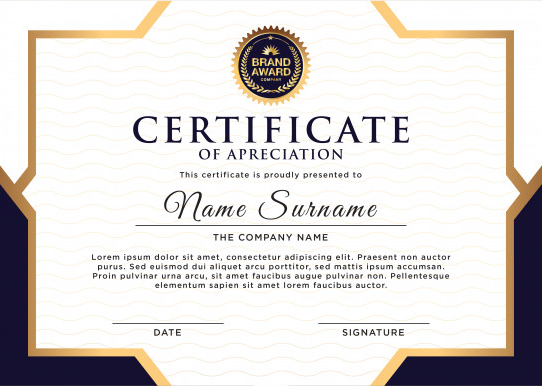 BRAND
AWARD
COMPANY
CERTIFICATE
OF APRECIATION
This certificate is proudly presented to
Name Surname
THE COMPANY NAME
Lorem ipsum dolor sit amet, consectetur adipiscing elit. Praesent non auctor
purus. Sed euismod dui aliquet arcu porttitor, sed mattis ipsum accumsan.
Proin pulvinar urna arcu, sit amet faucibus augue pulvinar non. Pellentesque
elementum sapien sit amet lorem faucibus.
DATE
SIGNATURE